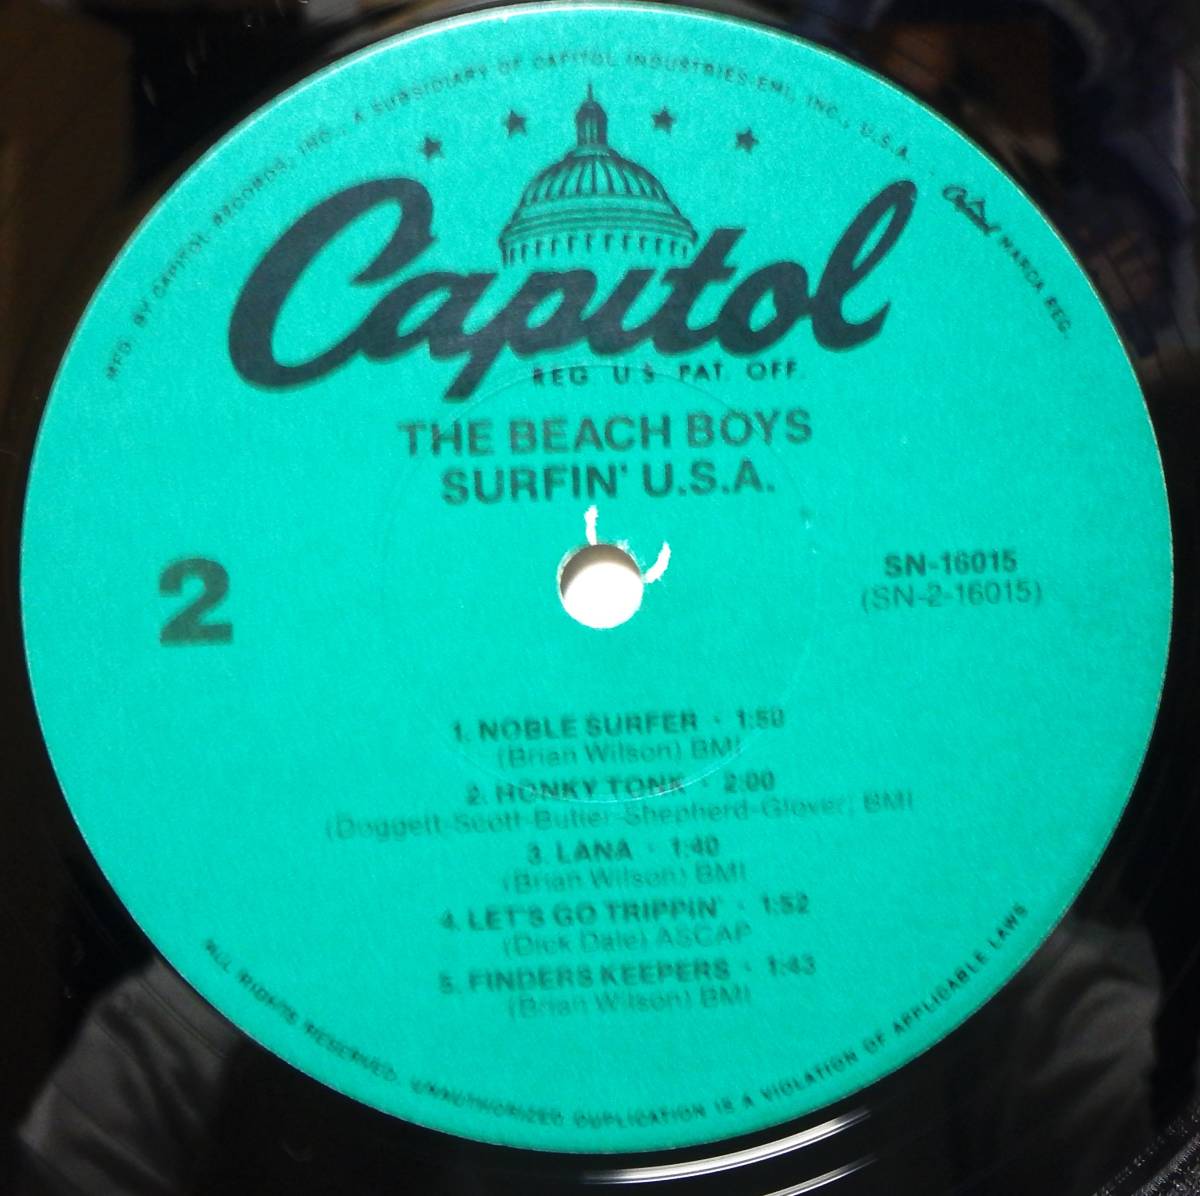 MFD. BY CAPITOL RECORDS, INC., A SUBSIDIARY OF CAPITOL INDUSTRIES-EMI, INC., U.S.A.
Capitol MARCA REG.
Capitol
REG. U.S. PAT. OFF.
THE BEACH BOYS
SURFIN' U.S.A.
2
SN-16015
(SN-2-16015)
1. NOBLE SURFER · 1:50
(Brian Wilson) BMI
2. HONKY TONK · 2:00
(Doggett-Scott-Butler-Shepherd-Glover) BMI
3. LANA · 1:40
(Brian Wilson) BMI
4. LET'S GO TRIPPIN' · 1:52
(Dick Dale) ASCAP
5. FINDERS KEEPERS · 1:43
(Brian Wilson) BMI
ALL RIGHTS RESERVED. UNAUTHORIZED DUPLICATION IS A VIOLATION OF APPLICABLE LAWS